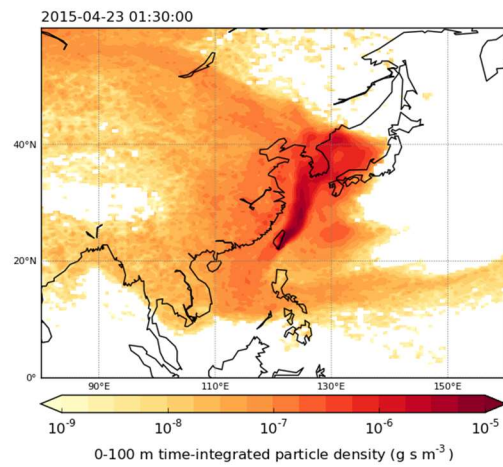 2015-04-23 01:30:00
40°N
20°N
0°
90°E 110°E 130°E 150°E
10⁻⁹ 10⁻⁸ 10⁻⁷ 10⁻⁶ 10⁻⁵
0-100 m time-integrated particle density (g s m⁻³)